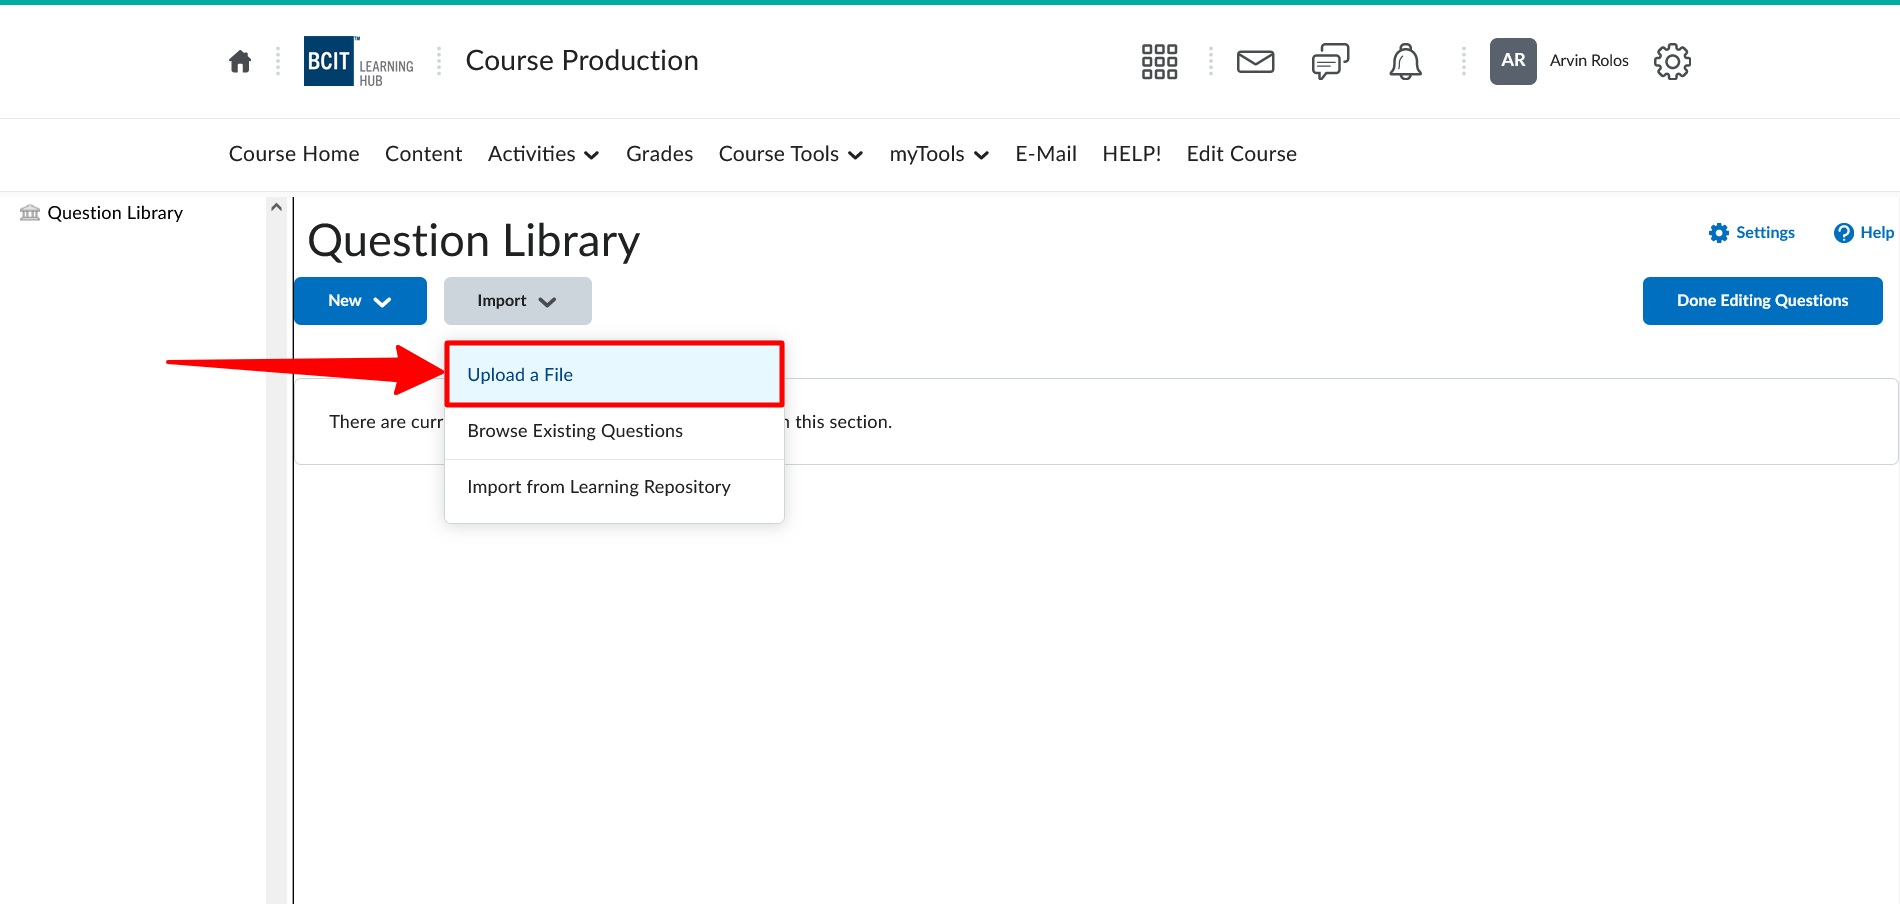 BCIT™ LEARNING HUB
Course Production
AR
Arvin Rolos
Course Home
Content
Activities
Grades
Course Tools
myTools
E-Mail
HELP!
Edit Course
Question Library
Question Library
Settings
Help
New
Import
Done Editing Questions
Upload a File
There are curr
this section.
Browse Existing Questions
Import from Learning Repository